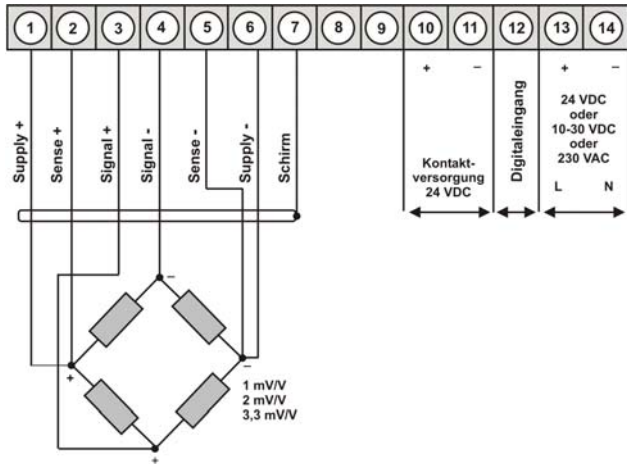 1 2 3 4 5 6 7 8 9 10 11 12 13 14
+ − + −
Supply +
Sense +
Signal +
Signal -
Sense -
Supply -
Schirm
Kontakt-
versorgung
24 VDC
Digitaleingang
24 VDC
oder
10-30 VDC
oder
230 VAC
L N
−
+
−
1 mV/V
2 mV/V
3,3 mV/V
+